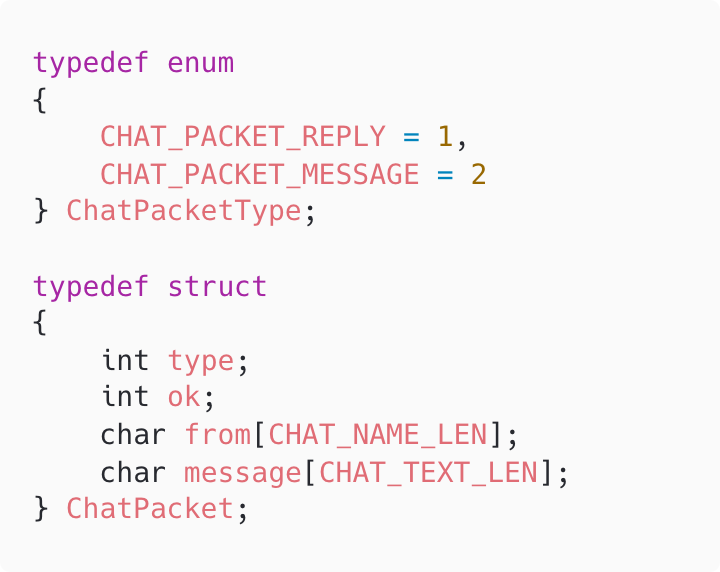 typedef enum
{
    CHAT_PACKET_REPLY = 1,
    CHAT_PACKET_MESSAGE = 2
} ChatPacketType;

typedef struct
{
    int type;
    int ok;
    char from[CHAT_NAME_LEN];
    char message[CHAT_TEXT_LEN];
} ChatPacket;